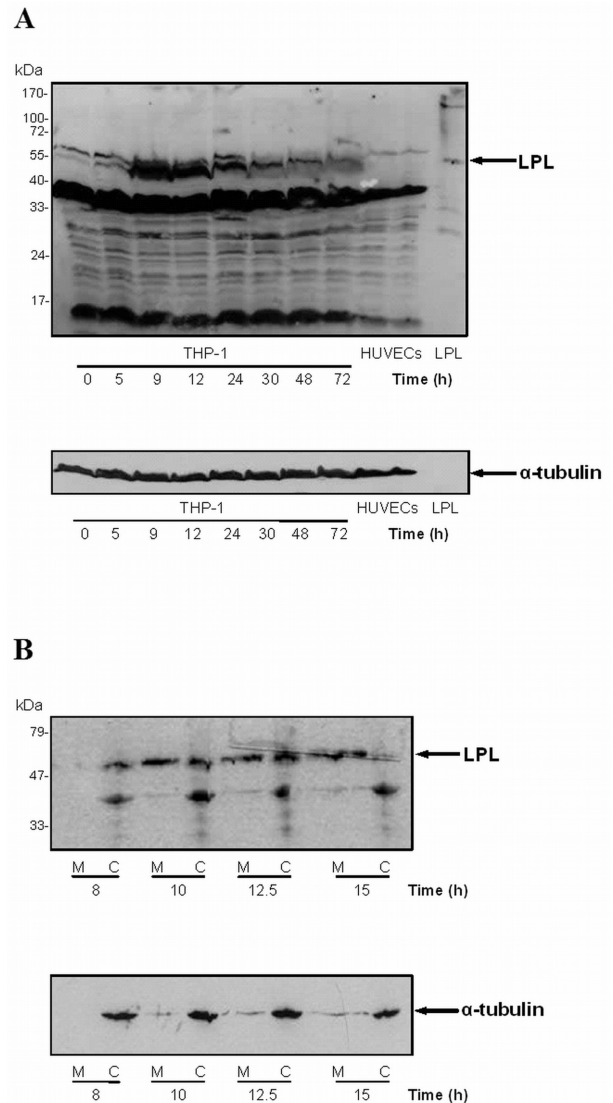 A
kDa
170-
100-
72-
55-
40-
33-
24-
17-
LPL
THP-1 HUVECs LPL
0 5 9 12 24 30 48 72 Time (h)
α-tubulin
THP-1 HUVECs LPL
0 5 9 12 24 30 48 72 Time (h)
B
kDa
79-
47-
33-
LPL
M C M C M C M C
8 10 12.5 15 Time (h)
α-tubulin
M C M C M C M C
8 10 12.5 15 Time (h)